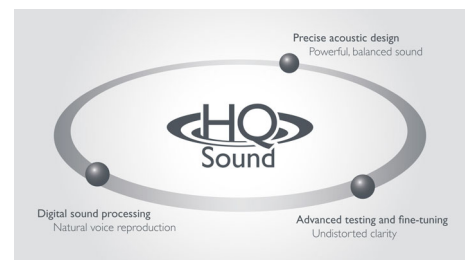 Precise acoustic design
Powerful, balanced sound
HQ
Sound
Digital sound processing
Natural voice reproduction
Advanced testing and fine-tuning
Undistorted clarity